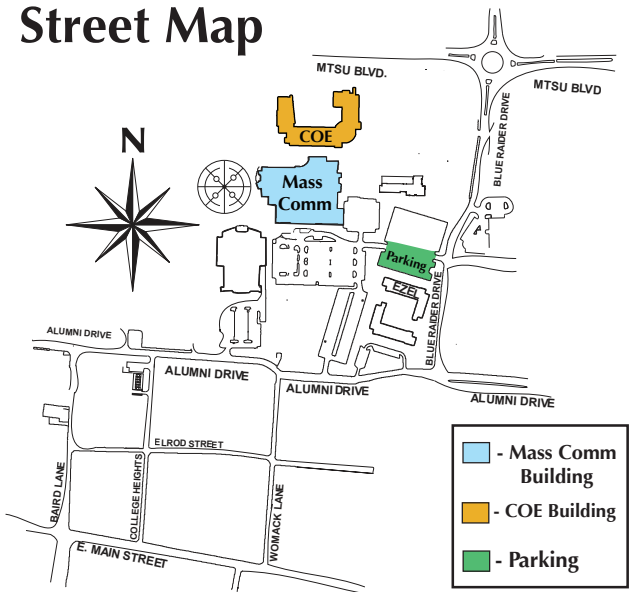 Street Map
MTSU BLVD.
MTSU BLVD
BLUE RAIDER DRIVE
COE
N
Mass
Comm
Parking
EZEL
BLUE RAIDER DRIVE
ALUMNI DRIVE
ALUMNI DRIVE
ALUMNI DRIVE
ALUMNI DRIVE
ELROD STREET
BAIRD LANE
COLLEGE HEIGHTS
WOMACK LANE
E. MAIN STREET
- Mass Comm
Building
- COE Building
- Parking